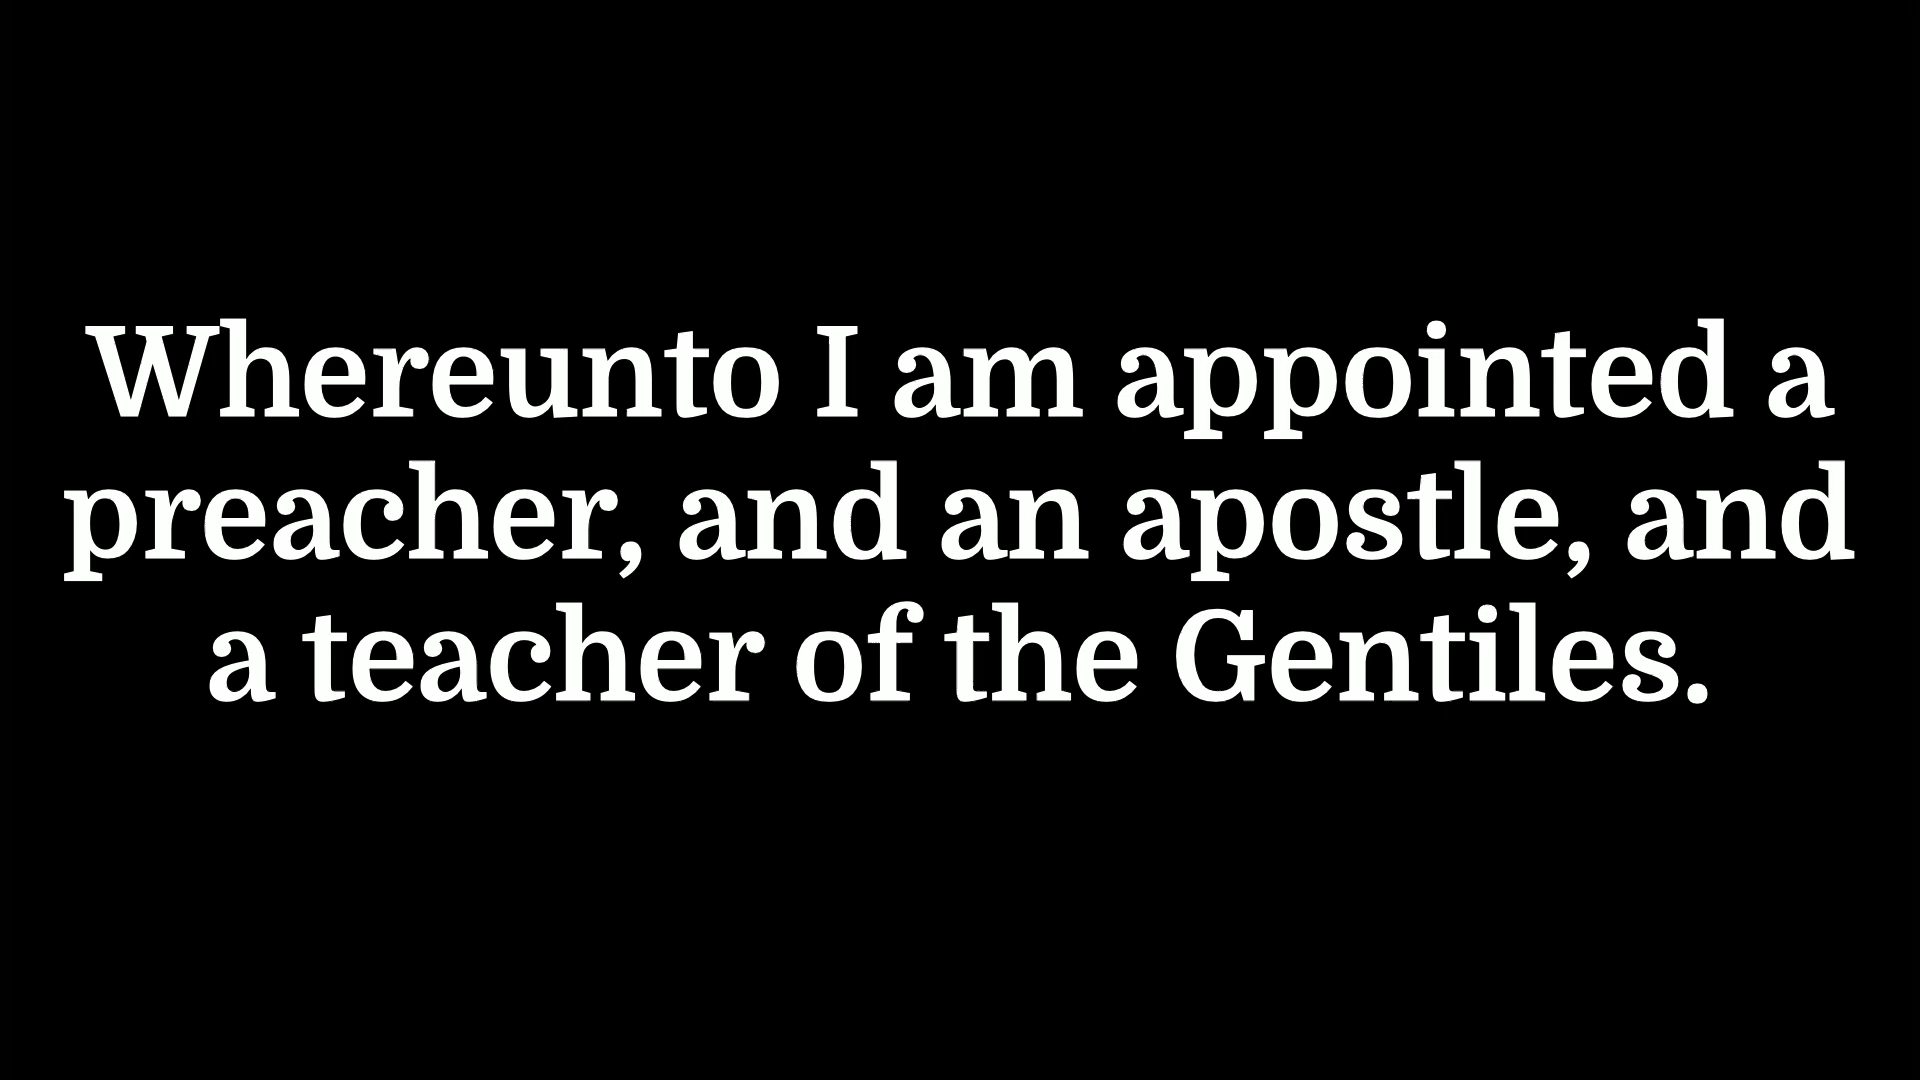 Whereunto I am appointed a
preacher, and an apostle, and
a teacher of the Gentiles.